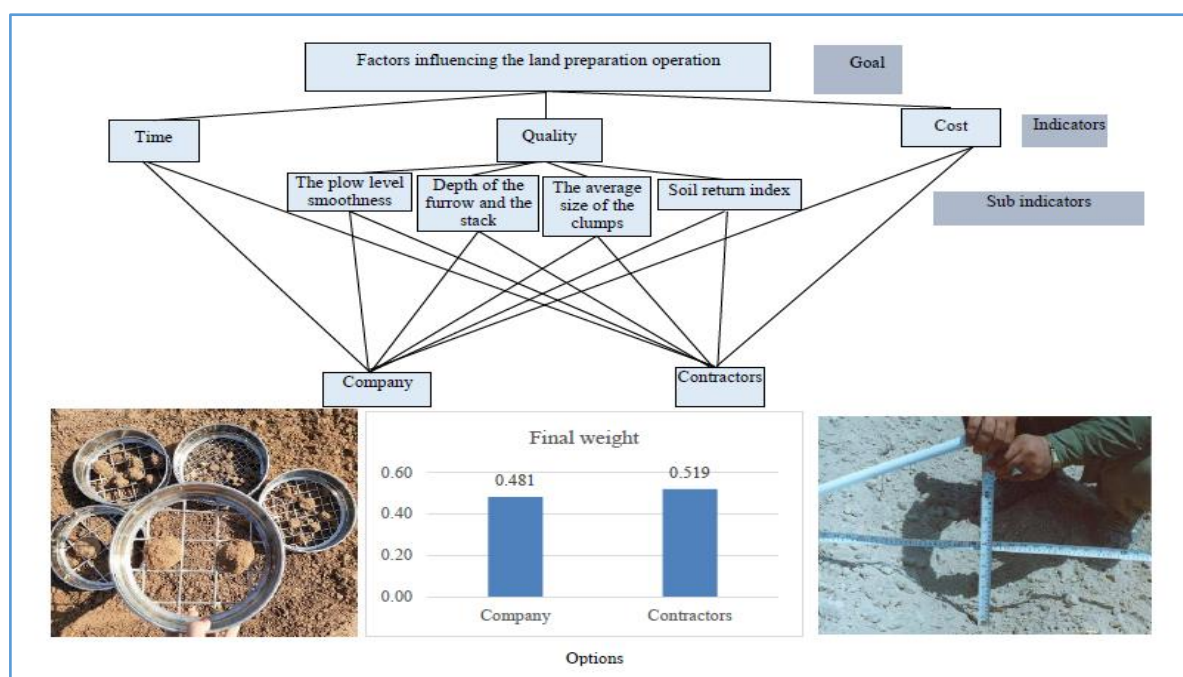 Factors influencing the land preparation operation
Goal
Time
Quality
Cost
Indicators
The plow level
smoothness
Depth of the
furrow and the
stack
The average
size of the
clumps
Soil return index
Sub indicators
Company
Contractors
Final weight
0.60
0.40
0.20
0.00
0.481
0.519
Company
Contractors
Options